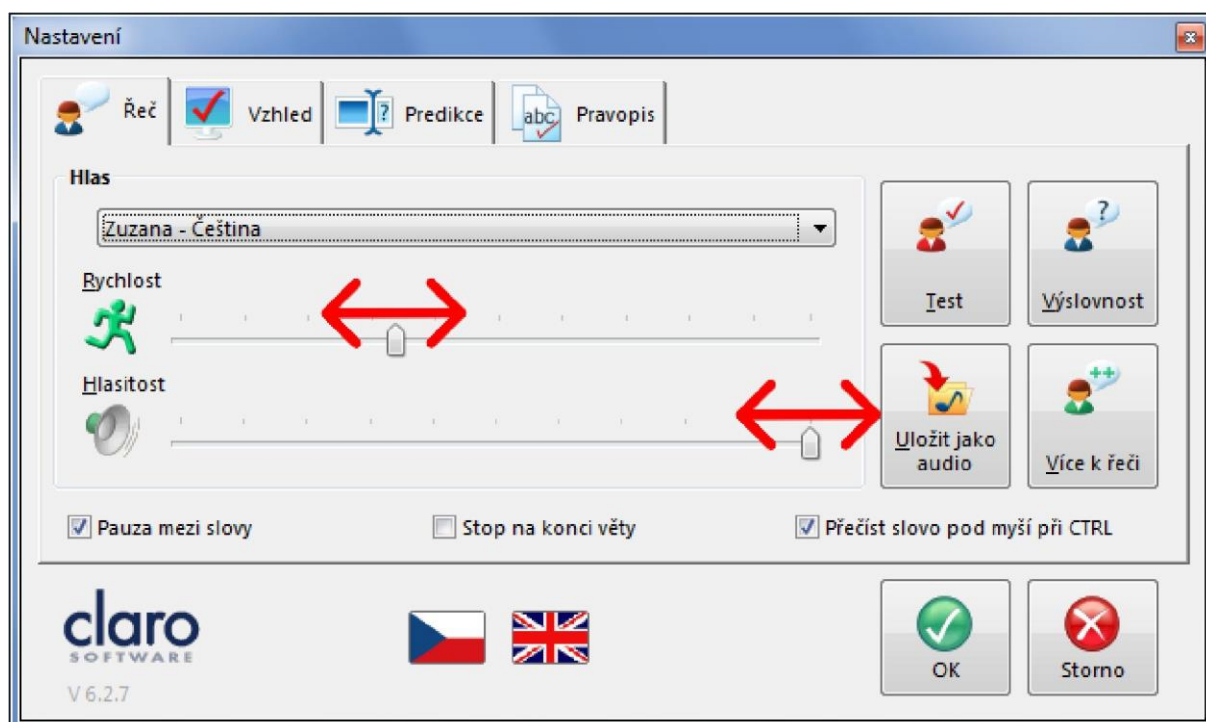 Nastavení
Řeč
Vzhled
?
Predikce
abc
Pravopis
Hlas
Zuzana - Čeština
Rychlost
Hlasitost
Test
?
Výslovnost
Uložit jako
audio
++
Více k řeči
Pauza mezi slovy
Stop na konci věty
Přečíst slovo pod myší při CTRL
claro
SOFTWARE
V 6.2.7
OK
Storno